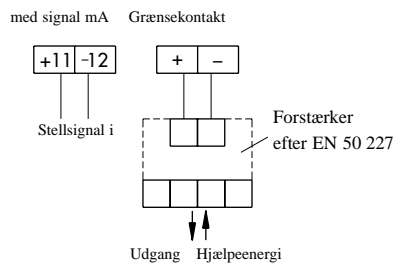 med signal mA Grænsekontakt
+11 -12 + –
Stellsignal i
Forstærker
efter EN 50 227
Udgang Hjælpeenergi